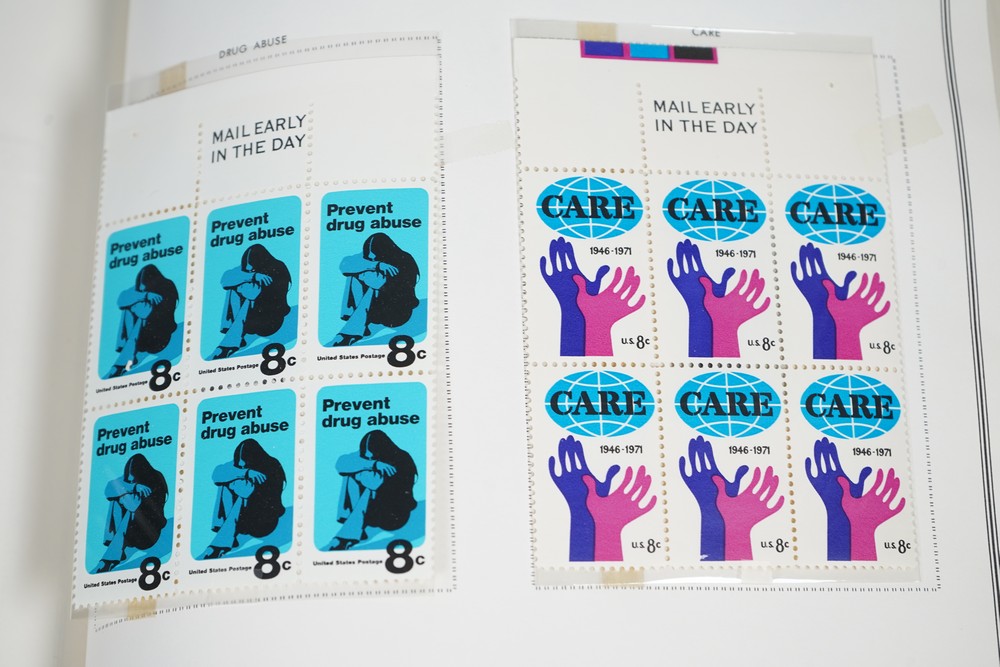 DRUG ABUSE
MAIL EARLY
IN THE DAY
Prevent
drug abuse
United States Postage 8c
Prevent
drug abuse
United States Postage 8c
Prevent
drug abuse
United States Postage 8c
Prevent
drug abuse
United States Postage 8c
Prevent
drug abuse
United States Postage 8c
Prevent
drug abuse
United States Postage 8c
CARE
MAIL EARLY
IN THE DAY
CARE
1946-1971
U.S. 8c
CARE
1946-1971
U.S. 8c
CARE
1946-1971
U.S. 8c
CARE
1946-1971
U.S. 8c
CARE
1946-1971
U.S. 8c
CARE
1946-1971
U.S. 8c